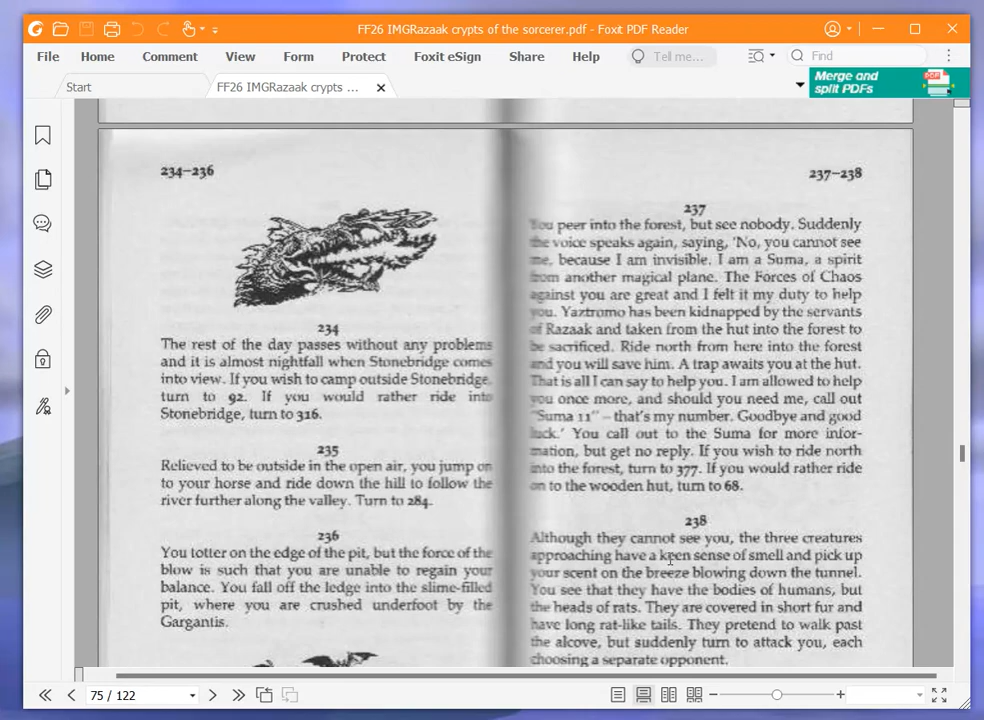 FF26 IMGRazaak crypts of the sorcerer.pdf - Foxit PDF Reader
File Home Comment View Form Protect Foxit eSign Share Help Tell me... Find
Start
FF26 IMGRazaak crypts ...
Merge and
split PDFs
234–236
234
The rest of the day passes without any problems
and it is almost nightfall when Stonebridge comes
into view. If you wish to camp outside Stonebridge,
turn to 92. If you would rather ride into
Stonebridge, turn to 316.
235
Relieved to be outside in the open air, you jump on
to your horse and ride down the hill to follow the
river further along the valley. Turn to 284.
236
You totter on the edge of the pit, but the force of the
blow is such that you are unable to regain your
balance. You fall off the ledge into the slime-filled
pit, where you are crushed underfoot by the
Gargantis.
237–238
237
You peer into the forest, but see nobody. Suddenly
the voice speaks again, saying, 'No, you cannot see
me, because I am invisible. I am a Suma, a spirit
from another magical plane. The Forces of Chaos
against you are great and I felt it my duty to help
you. Yaztromo has been kidnapped by the servants
of Razaak and taken from the hut into the forest to
be sacrificed. Ride north from here into the forest
and you will save him. A trap awaits you at the hut.
That is all I can say to help you. I am allowed to help
you once more, and should you need me, call out
"Suma 11" – that's my number. Goodbye and good
luck.' You call out to the Suma for more infor-
mation, but get no reply. If you wish to ride north
into the forest, turn to 377. If you would rather ride
on to the wooden hut, turn to 68.
238
Although they cannot see you, the three creatures
approaching have a keen sense of smell and pick up
your scent on the breeze blowing down the tunnel.
You see that they have the bodies of humans, but
the heads of rats. They are covered in short fur and
have long rat-like tails. They pretend to walk past
the alcove, but suddenly turn to attack you, each
choosing a separate opponent.
75 / 122